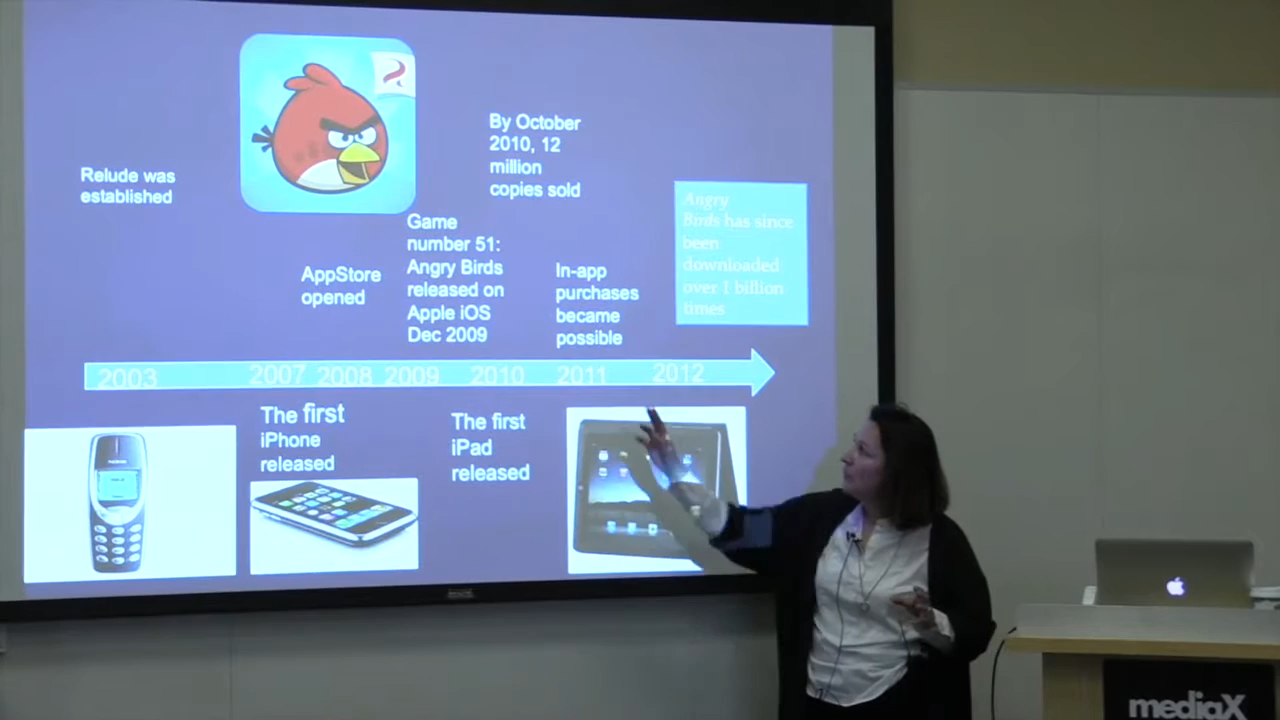 Relude was
established
By October
2010, 12
million
copies sold
Game
number 51:
Angry Birds
released on
Apple iOS
Dec 2009
AppStore
opened
In-app
purchases
became
possible
Angry
Birds has since
been
downloaded
over 1 billion
times
2003 2007 2008 2009 2010 2011 2012
The first
iPhone
released
The first
iPad
released
mediaX